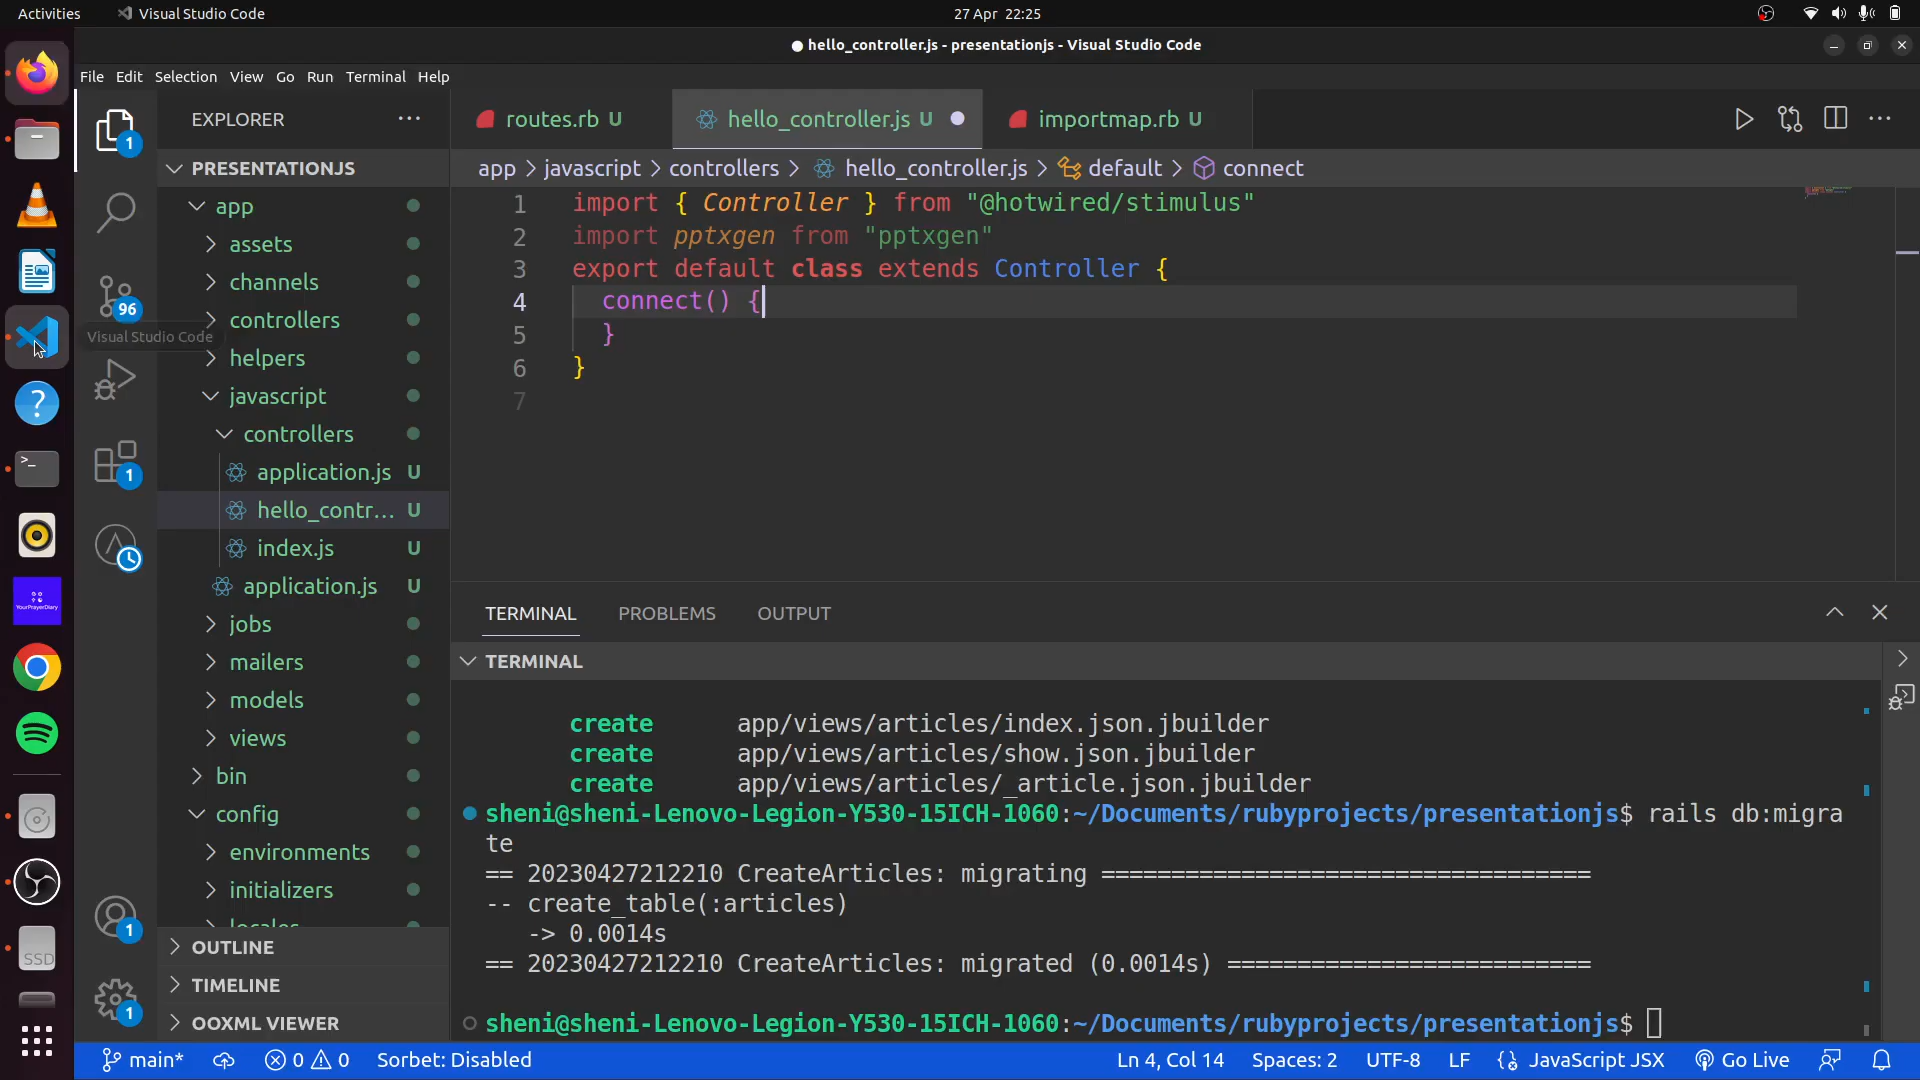 Activities
Visual Studio Code
27 Apr 22:25
hello_controller.js - presentationjs - Visual Studio Code
File Edit Selection View Go Run Terminal Help
EXPLORER
routes.rb U
hello_controller.js U
importmap.rb U
PRESENTATIONJS
app > javascript > controllers > hello_controller.js > default > connect
app
assets
channels
controllers
helpers
javascript
controllers
application.js U
hello_contr... U
index.js U
application.js U
jobs
mailers
models
views
bin
config
environments
initializers
locales
OUTLINE
TIMELINE
OOXML VIEWER
1
96
1
1
1
Visual Studio Code
YourPrayerDiary
SSD
1 import { Controller } from "@hotwired/stimulus"
2 import pptxgen from "pptxgen"
3 export default class extends Controller {
4 connect() {
5 }
6 }
7
TERMINAL PROBLEMS OUTPUT
TERMINAL
create app/views/articles/index.json.jbuilder
create app/views/articles/show.json.jbuilder
create app/views/articles/_article.json.jbuilder
sheni@sheni-Lenovo-Legion-Y530-15ICH-1060:~/Documents/rubyprojects/presentationjs$ rails db:migra
te
== 20230427212210 CreateArticles: migrating ==================================
-- create_table(:articles)
-> 0.0014s
== 20230427212210 CreateArticles: migrated (0.0014s) ==========================
sheni@sheni-Lenovo-Legion-Y530-15ICH-1060:~/Documents/rubyprojects/presentationjs$
main* 0 0 Sorbet: Disabled Ln 4, Col 14 Spaces: 2 UTF-8 LF JavaScript JSX Go Live